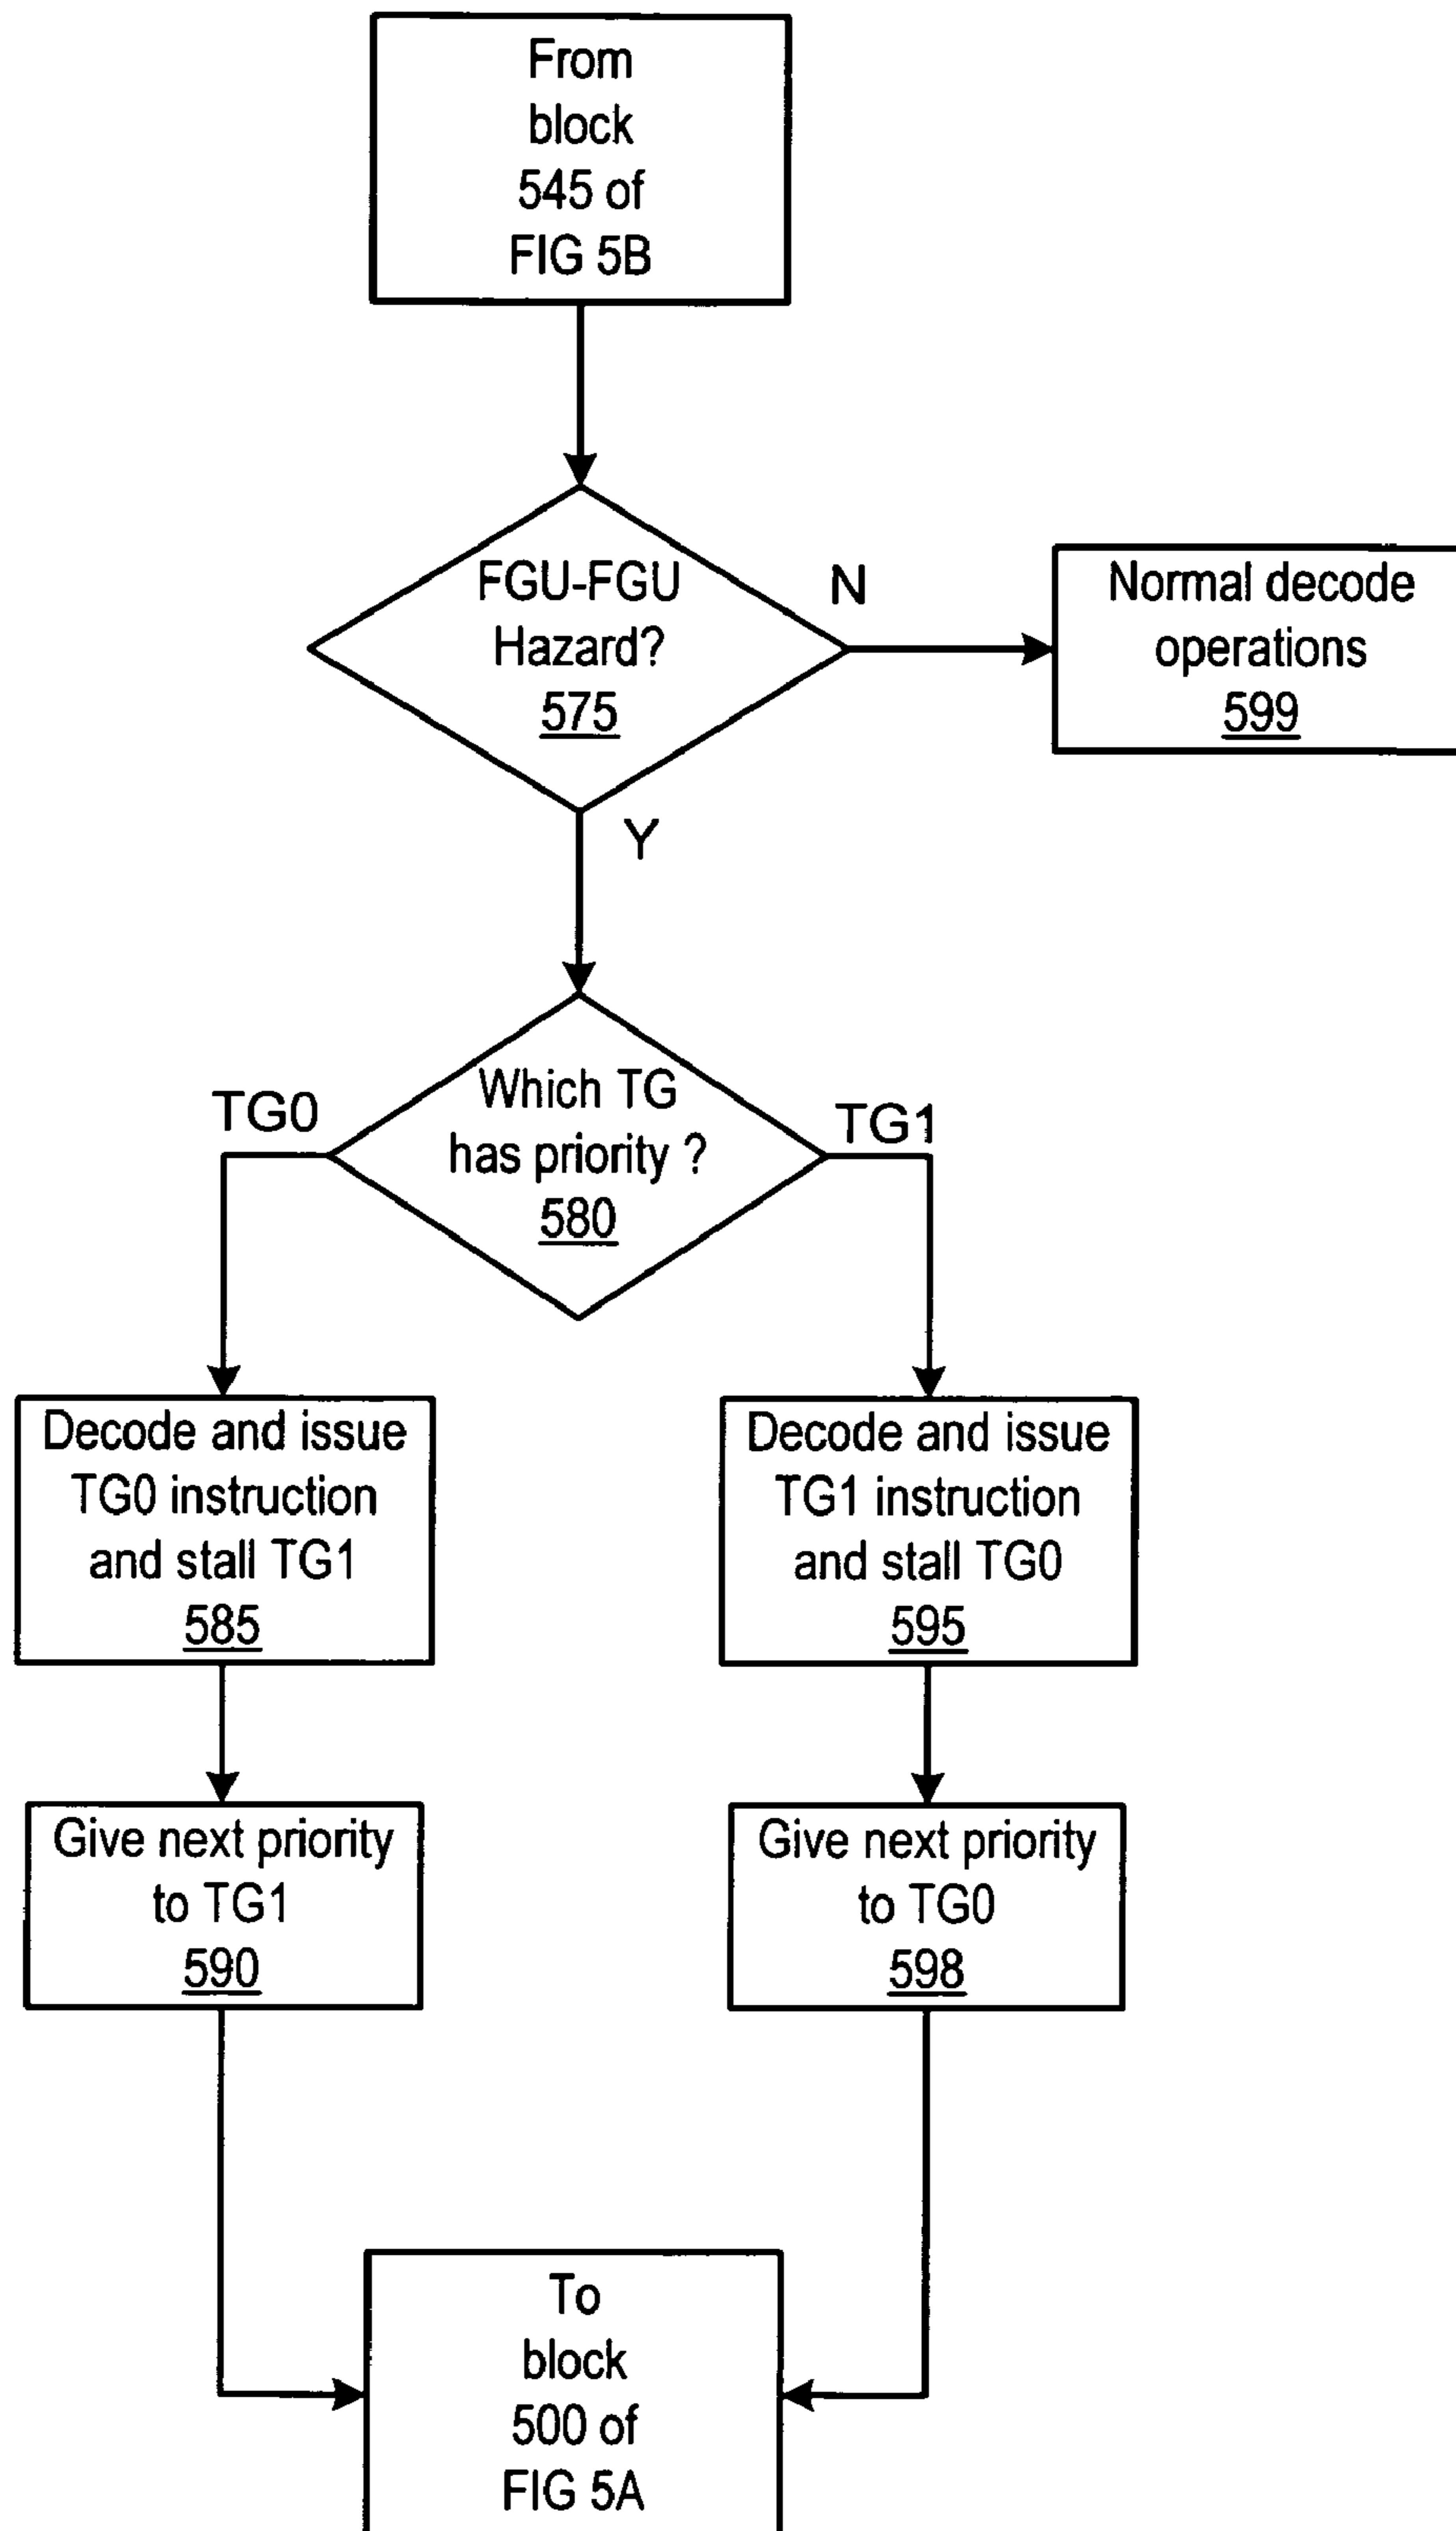 From
block
545 of
FIG 5B
FGU-FGU
Hazard?
575
N
Normal decode
operations
599
Y
Which TG
has priority ?
580
TG0
TG1
Decode and issue
TG0 instruction
and stall TG1
585
Decode and issue
TG1 instruction
and stall TG0
595
Give next priority
to TG1
590
Give next priority
to TG0
598
To
block
500 of
FIG 5A